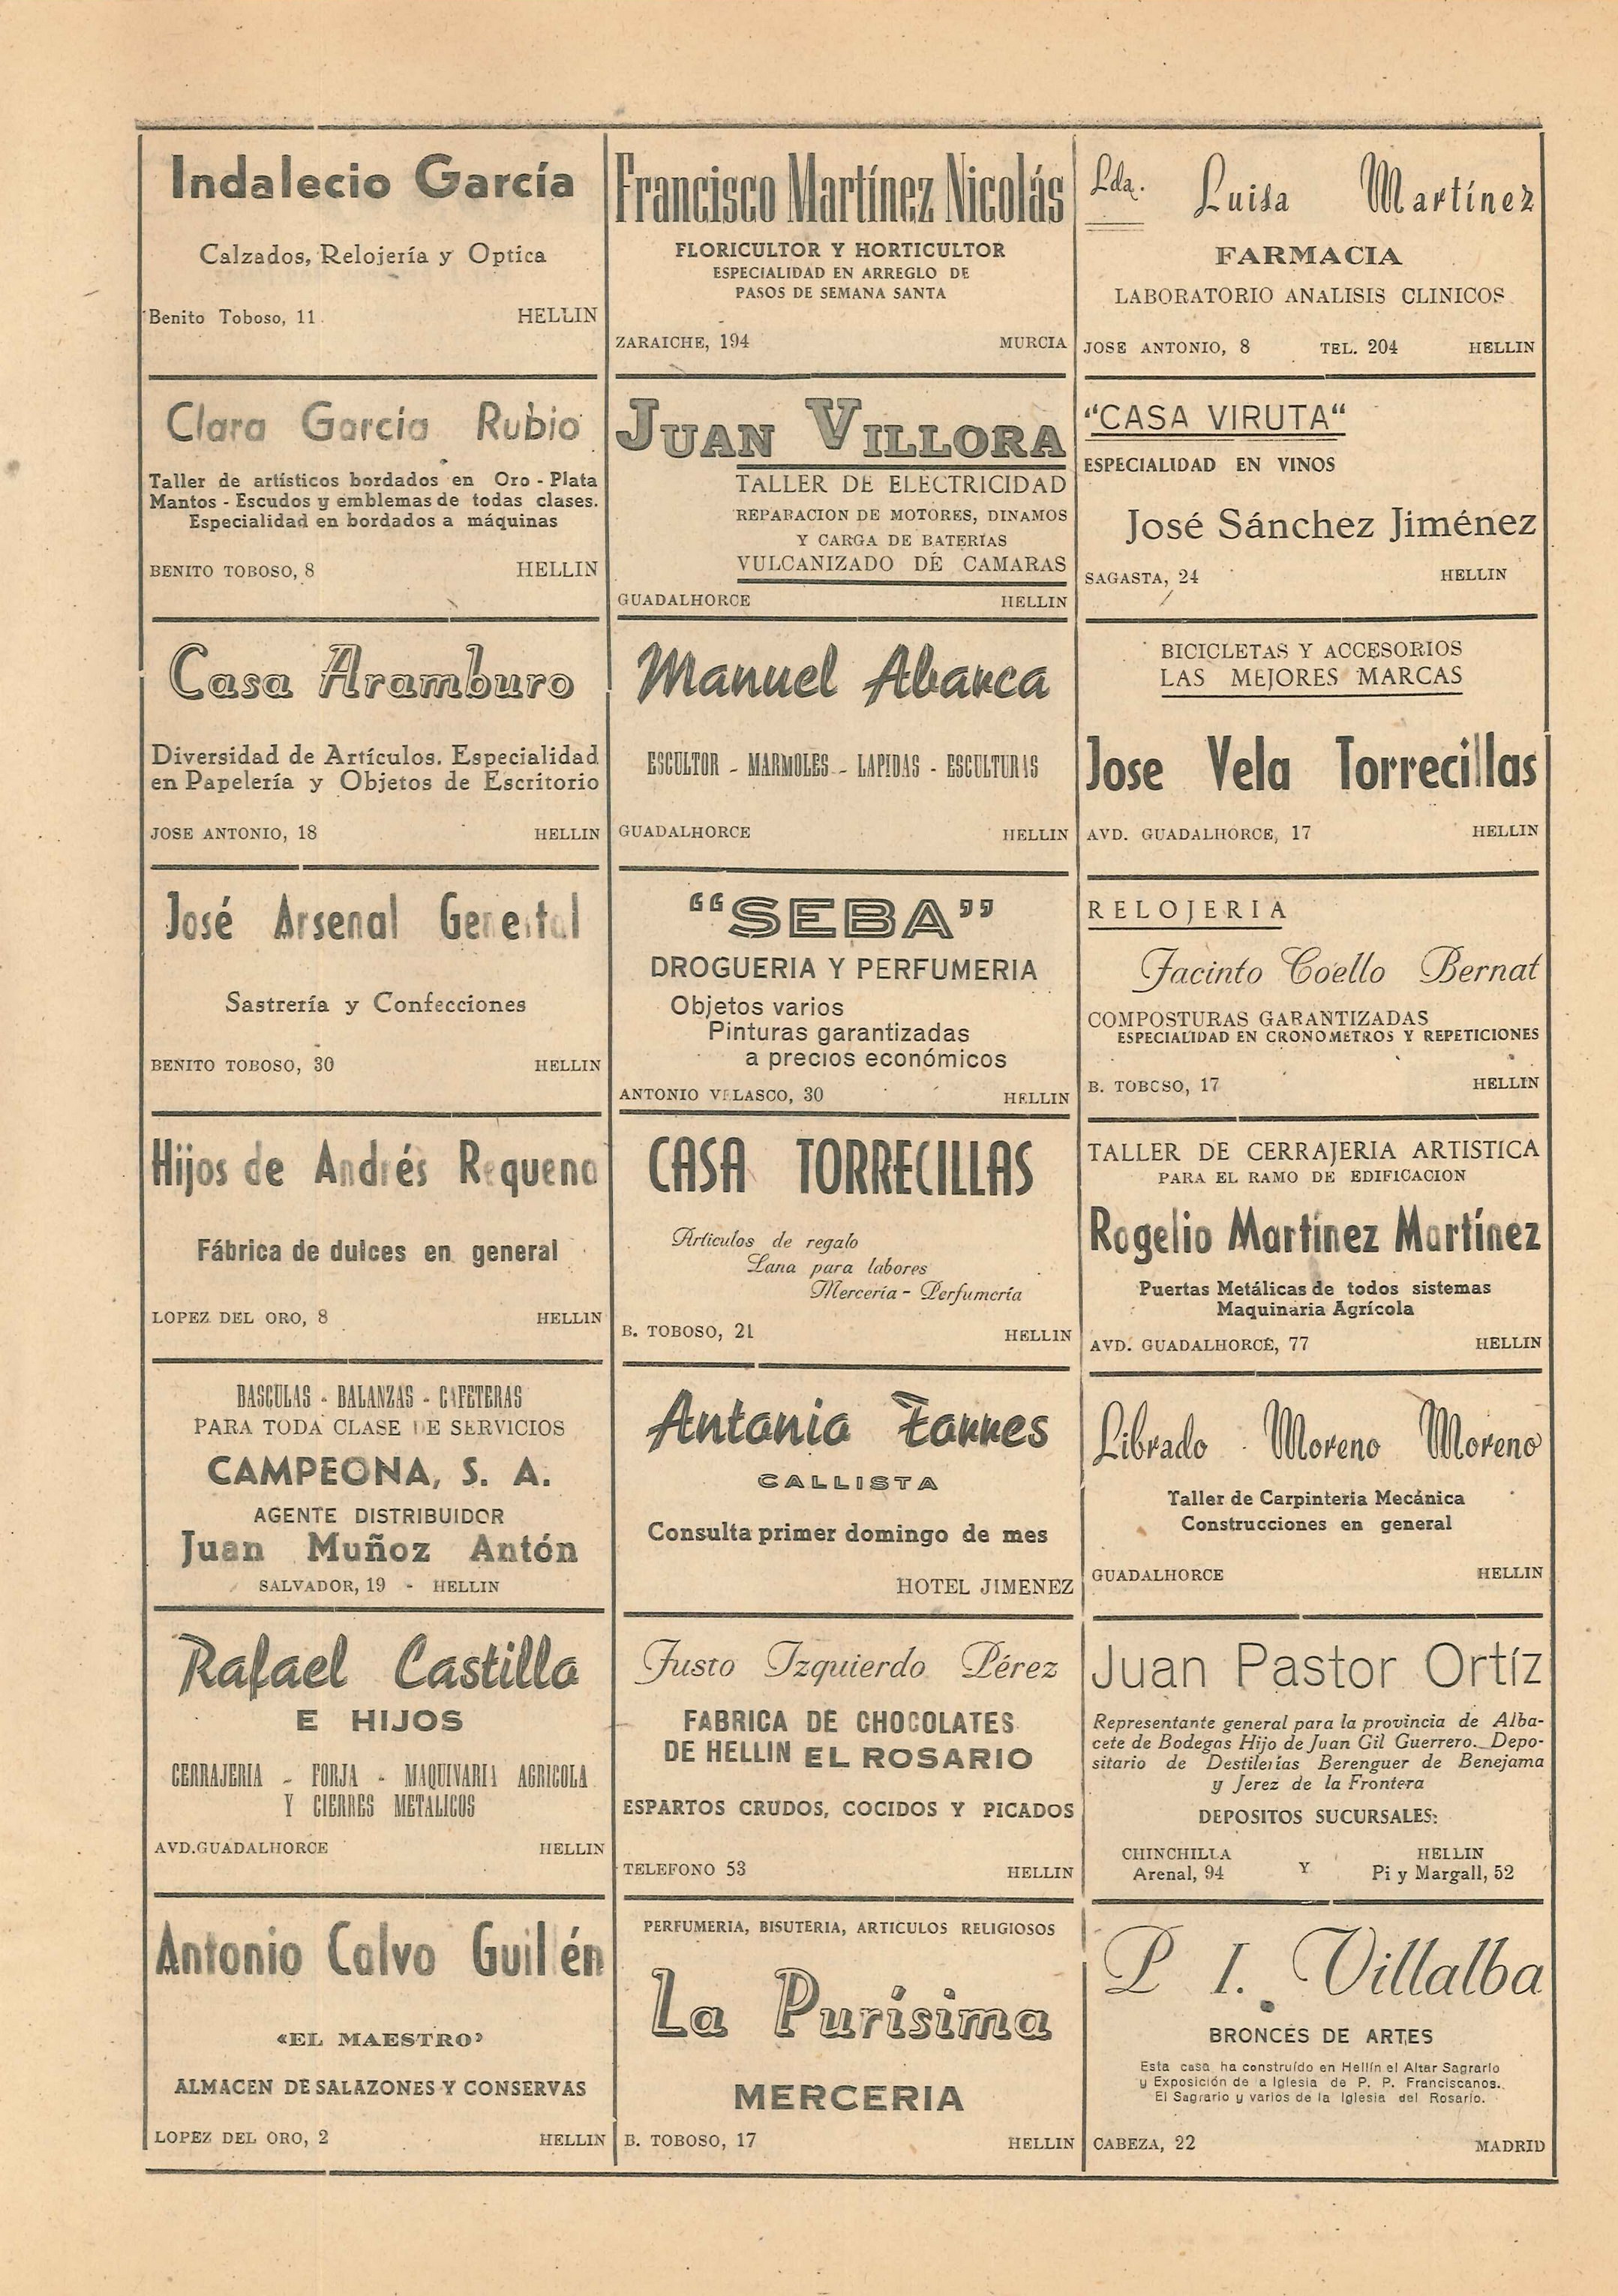 Indalecio García
Calzados, Relojería y Optica
Benito Toboso, 11 HELLIN
Clara García Rubio
Taller de artísticos bordados en Oro - Plata
Mantos - Escudos y emblemas de todas clases.
Especialidad en bordados a máquinas
BENITO TOBOSO, 8 HELLIN
Casa Aramburo
Diversidad de Artículos. Especialidad
en Papelería y Objetos de Escritorio
JOSE ANTONIO, 18 HELLIN
José Arsenal
Sastrería y Confecciones
BENITO TOBOSO, 30 HELLIN
Hijos de Andrés Requena
Fábrica de dulces en general
LOPEZ DEL ORO, 8 HELLIN
BASCULAS - BALANZAS - CAFETERAS
PARA TODA CLASE DE SERVICIOS
CAMPEONA, S. A.
AGENTE DISTRIBUIDOR
Juan Muñoz Antón
SALVADOR, 19 - HELLIN
Rafael Castillo
E HIJOS
CERRAJERIA - FORJA - MAQUINARIA AGRICOLA
Y CIERRES METALICOS
AVD.GUADALHORCE HELLIN
Antonio Calvo Guillén
«EL MAESTRO»
ALMACEN DE SALAZONES Y CONSERVAS
LOPEZ DEL ORO, 2 HELLIN
Francisco Martínez Nicolás
FLORICULTOR Y HORTICULTOR
ESPECIALIDAD EN ARREGLO DE
PASOS DE SEMANA SANTA
ZARAICHE, 194 MURCIA
JUAN VILLORA
TALLER DE ELECTRICIDAD
REPARACION DE MOTORES, DINAMOS
Y CARGA DE BATERIAS
VULCANIZADO DE CAMARAS
GUADALHORCE HELLIN
Manuel Abarca
ESCULTOR - MARMOLES - LAPIDAS - ESCULTURAS
GUADALHORCE HELLIN
“SEBA”
DROGUERIA Y PERFUMERIA
Objetos varios
Pinturas garantizadas
a precios económicos
ANTONIO VELASCO, 30 HELLIN
CASA TORRECILLAS
Artículos de regalo
Lana para labores
Mercería - Perfumería
B. TOBOSO, 21 HELLIN
Antonio Torres
CALLISTA
Consulta primer domingo de mes
HOTEL JIMENEZ
Justo Izquierdo Pérez
FABRICA DE CHOCOLATES
DE HELLIN EL ROSARIO
ESPARTOS CRUDOS, COCIDOS Y PICADOS
TELEFONO 53 HELLIN
PERFUMERIA, BISUTERIA, ARTICULOS RELIGIOSOS
La Purísima
MERCERIA
B. TOBOSO, 17 HELLIN
Lda. Luisa Martínez
FARMACIA
LABORATORIO ANALISIS CLINICOS
JOSE ANTONIO, 8 TEL. 204 HELLIN
“CASA VIRUTA“
ESPECIALIDAD EN VINOS
José Sánchez Jiménez
SAGASTA, 24 HELLIN
BICICLETAS Y ACCESORIOS
LAS MEJORES MARCAS
Jose Vela Torrecillas
AVD. GUADALHORCE, 17 HELLIN
RELOJERIA
Jacinto Coello Bernat
COMPOSTURAS GARANTIZADAS
ESPECIALIDAD EN CRONOMETROS Y REPETICIONES
B. TOBOSO, 17 HELLIN
TALLER DE CERRAJERIA ARTISTICA
PARA EL RAMO DE EDIFICACION
Rogelio Martínez Martínez
Puertas Metálicas de todos sistemas
Maquinaria Agrícola
AVD. GUADALHORCE, 77 HELLIN
Librado Moreno Moreno
Taller de Carpinteria Mecánica
Construcciones en general
GUADALHORCE HELLIN
Juan Pastor Ortíz
Representante general para la provincia de Alba-
cete de Bodegas Hijo de Juan Gil Guerrero. Depo-
sitario de Destilerías Berenguer de Benejama
y Jerez de la Frontera
DEPOSITOS SUCURSALES:
CHINCHILLA Y HELLIN
Arenal, 94 Pi y Margall, 52
P I. Villalba
BRONCES DE ARTES
Esta casa ha construído en Hellín el Altar Sagrario
y Exposición de a Iglesia de P. P. Franciscanos.
El Sagrario y varios de la Iglesia del Rosario.
CABEZA, 22 MADRID